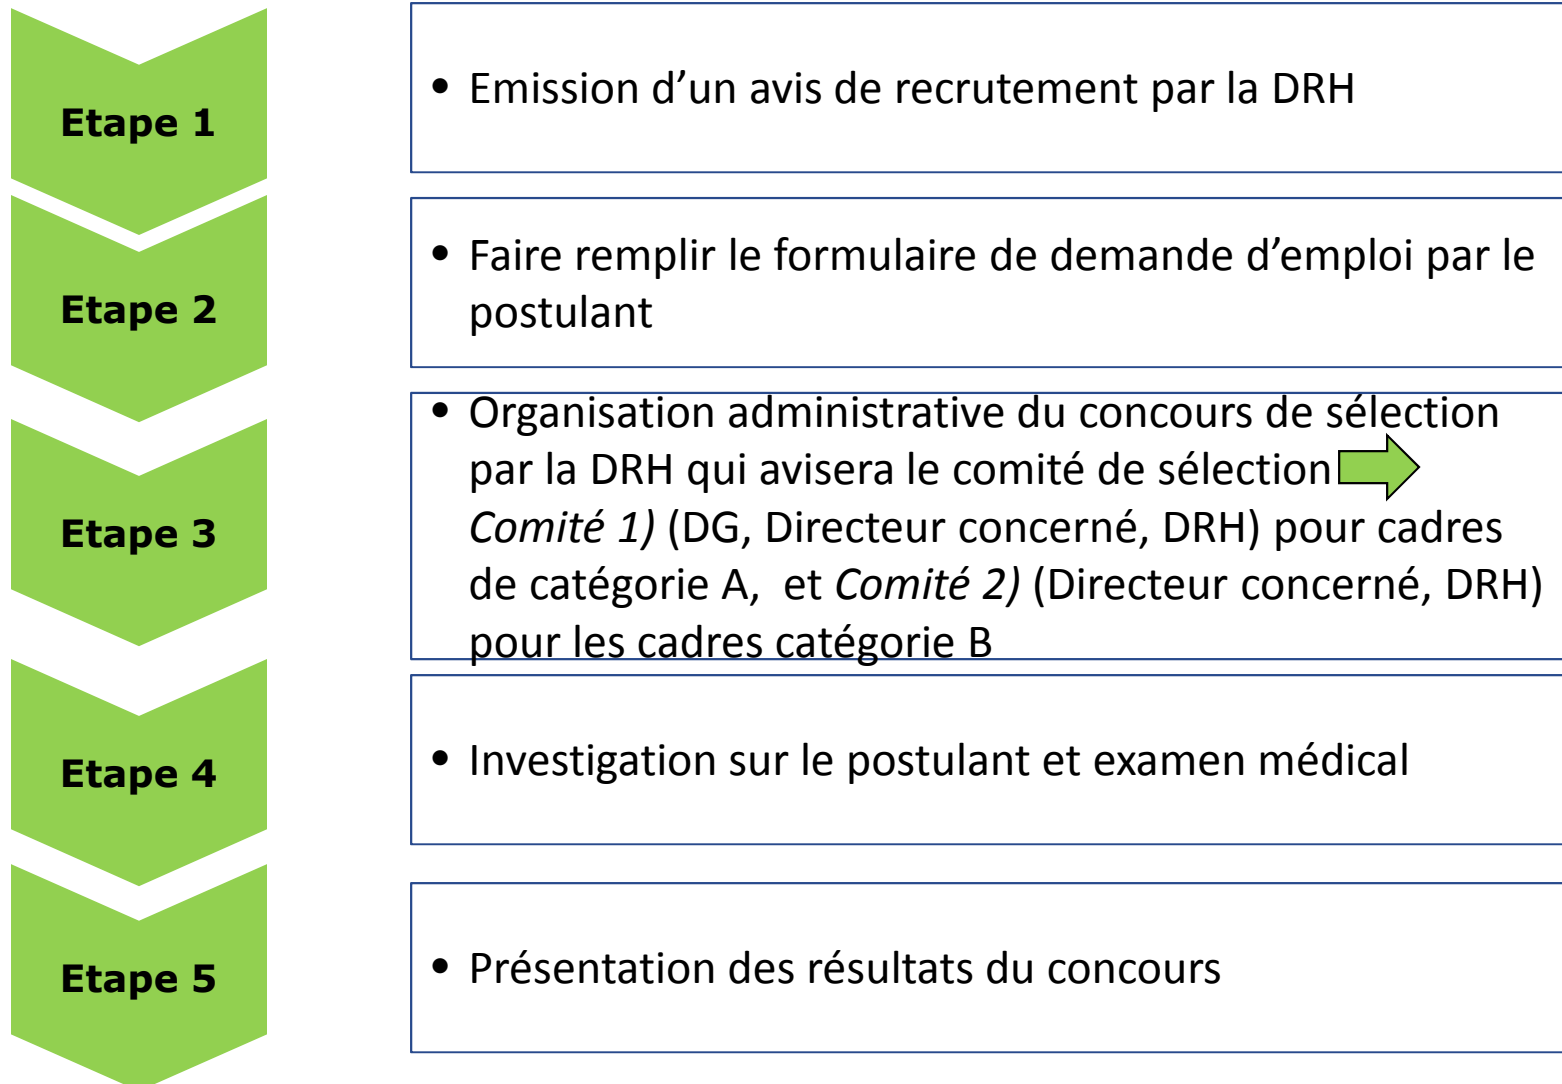 Etape 1
• Emission d’un avis de recrutement par la DRH
Etape 2
• Faire remplir le formulaire de demande d’emploi par le
postulant
Etape 3
• Organisation administrative du concours de sélection
par la DRH qui avisera le comité de sélection
Comité 1) (DG, Directeur concerné, DRH) pour cadres
de catégorie A,  et Comité 2) (Directeur concerné, DRH)
pour les cadres catégorie B
Etape 4
• Investigation sur le postulant et examen médical
Etape 5
• Présentation des résultats du concours